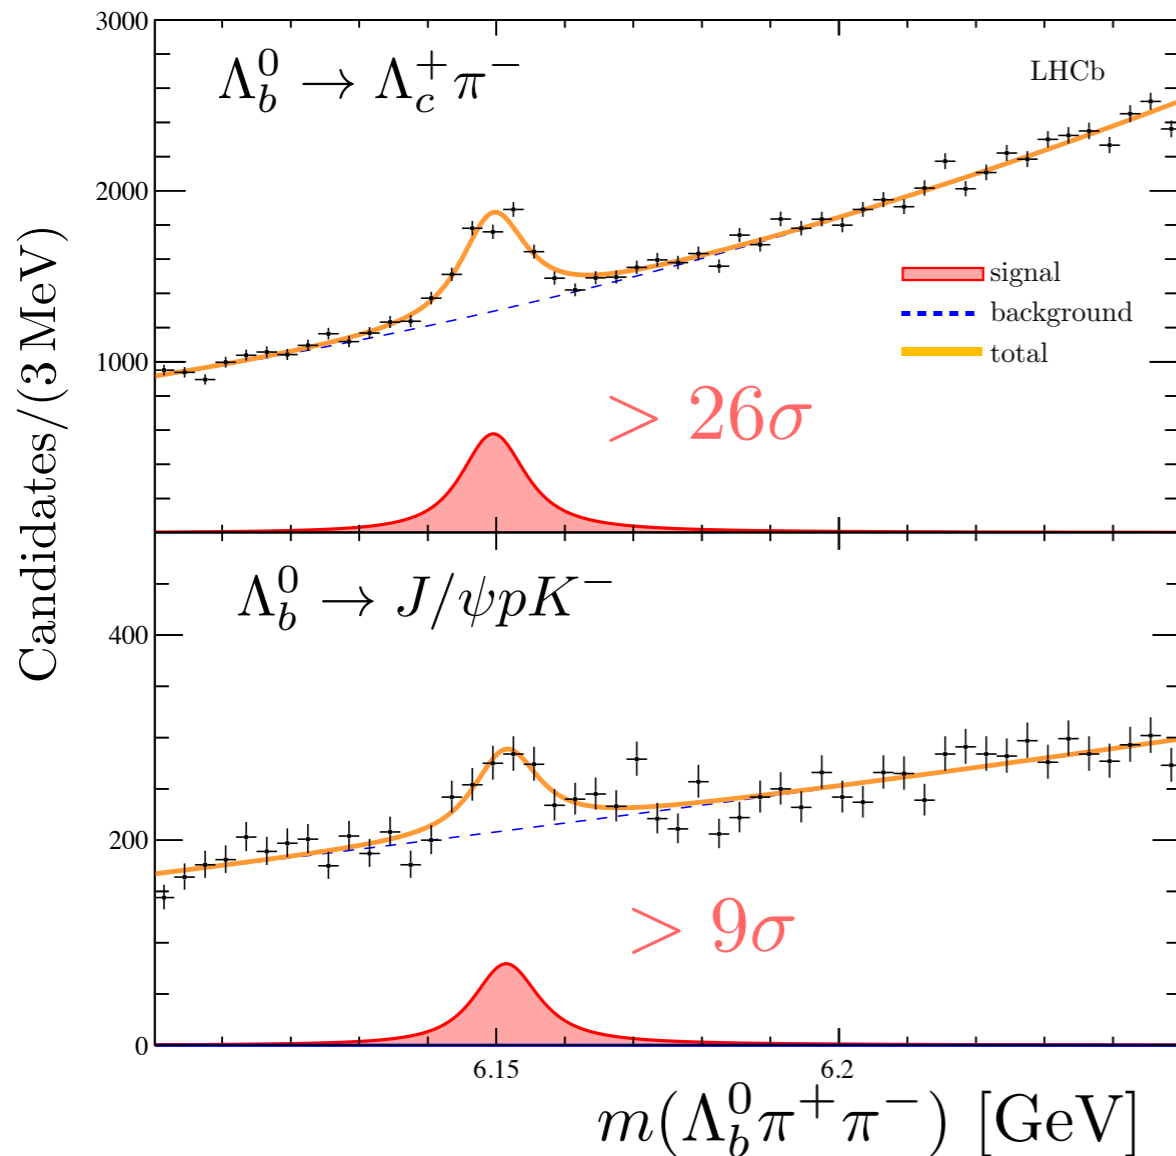 3000
Λ_b^0 → Λ_c^+ π^-
LHCb
2000
signal
background
total
1000
> 26σ
Candidates/(3 MeV)
Λ_b^0 → J/ψpK^-
400
200
> 9σ
0
6.15
6.2
m(Λ_b^0 π^+ π^-) [GeV]